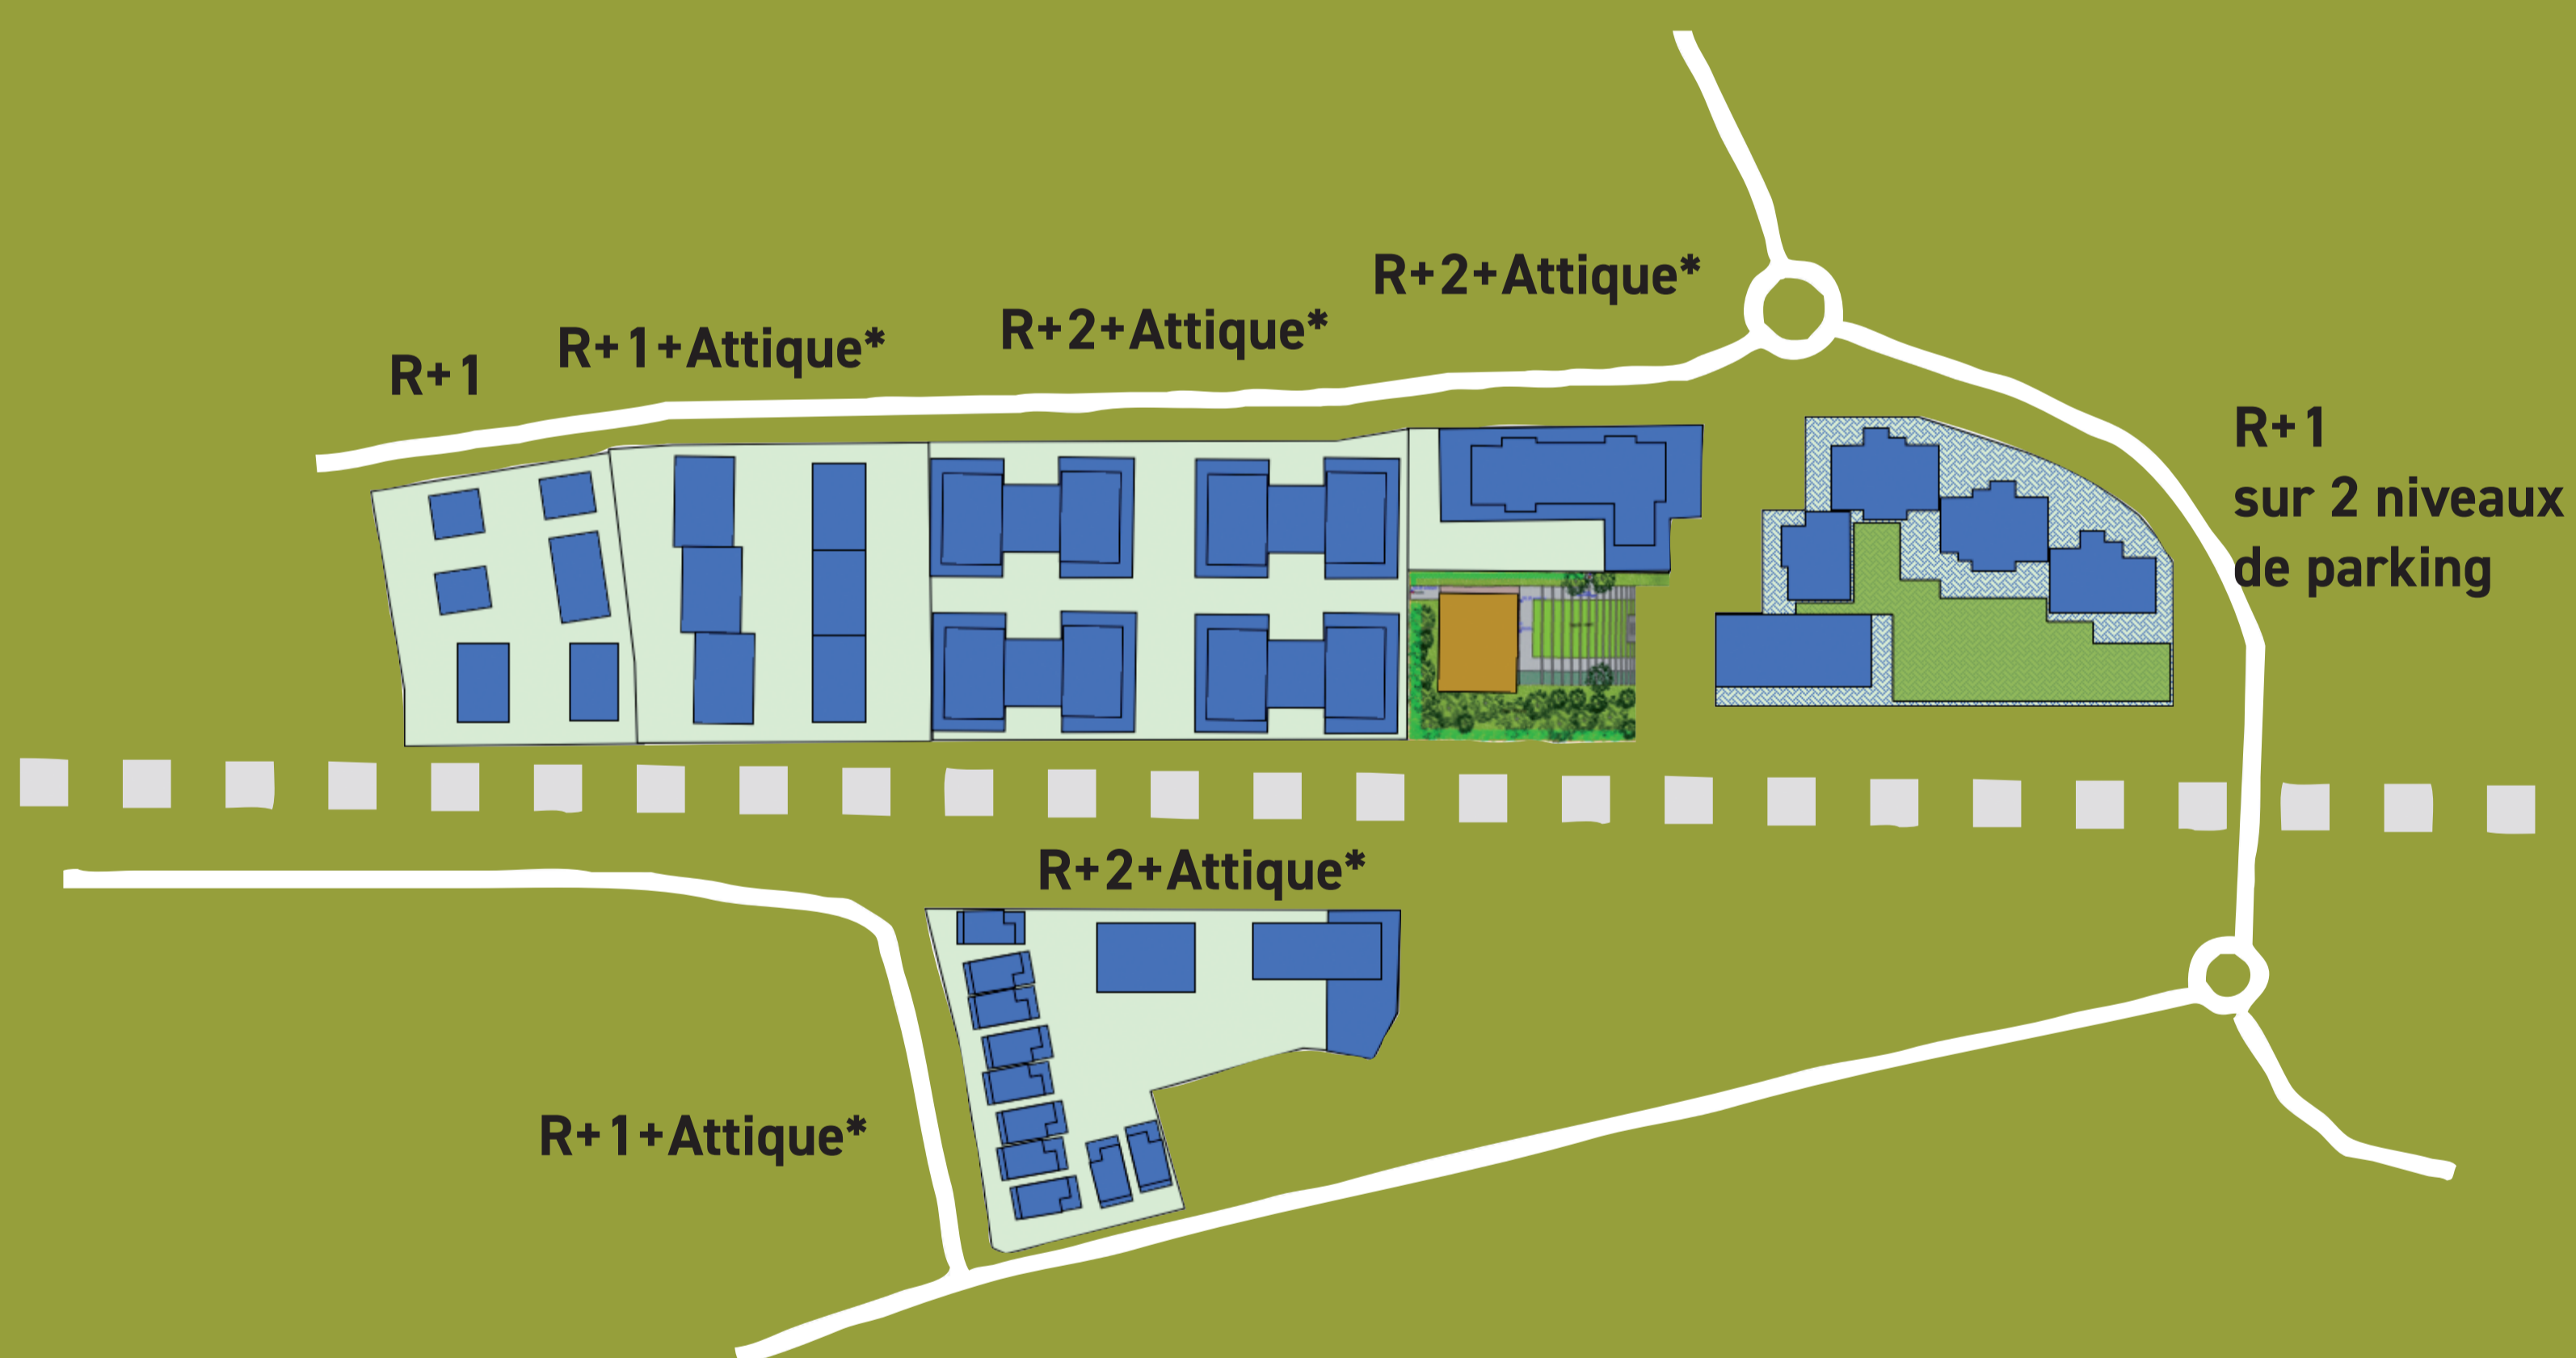 R+2+Attique*
R+2+Attique*
R+1+Attique*
R+1
R+1
sur 2 niveaux
de parking
R+2+Attique*
R+1+Attique*